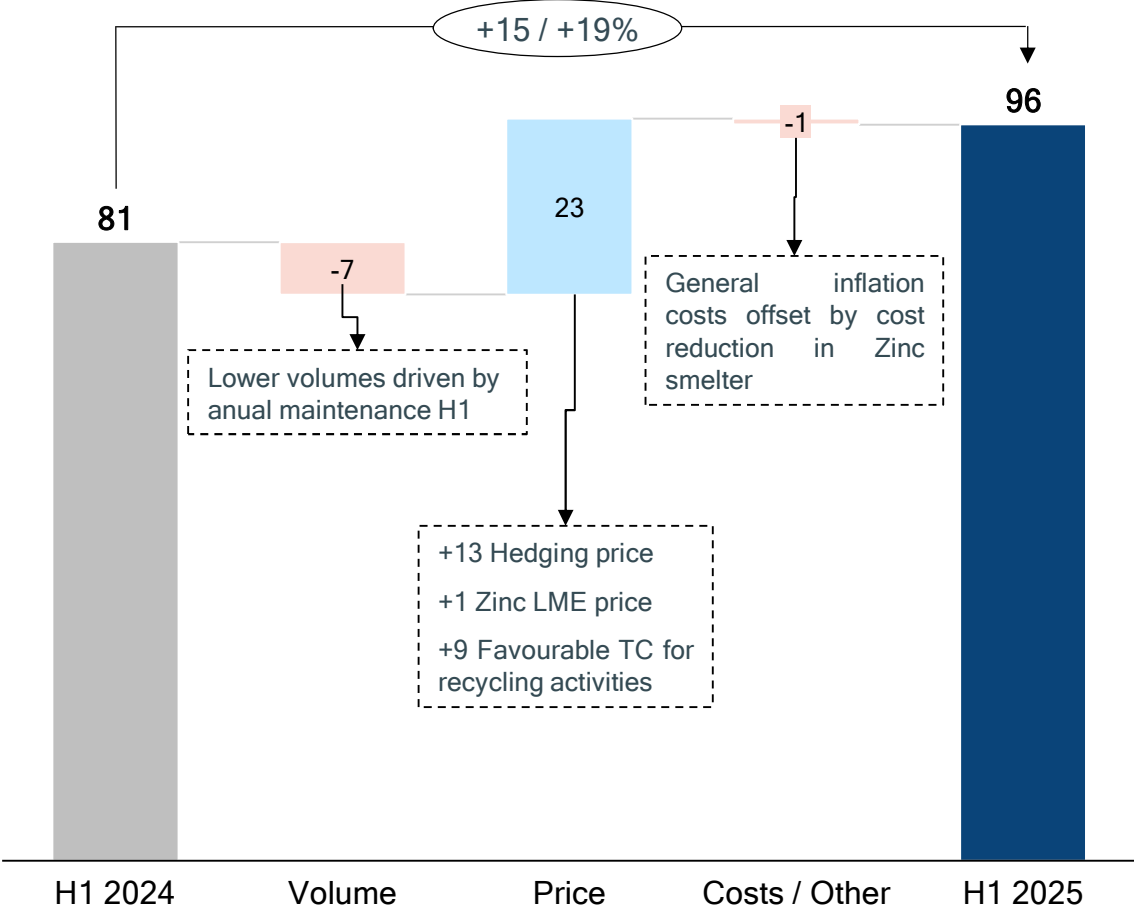 +15 / +19%
96
81
-1
23
-7
General inflation
costs offset by cost
reduction in Zinc
smelter
Lower volumes driven by
anual maintenance H1
+13 Hedging price
+1 Zinc LME price
+9 Favourable TC for
recycling activities
H1 2024
Volume
Price
Costs / Other
H1 2025